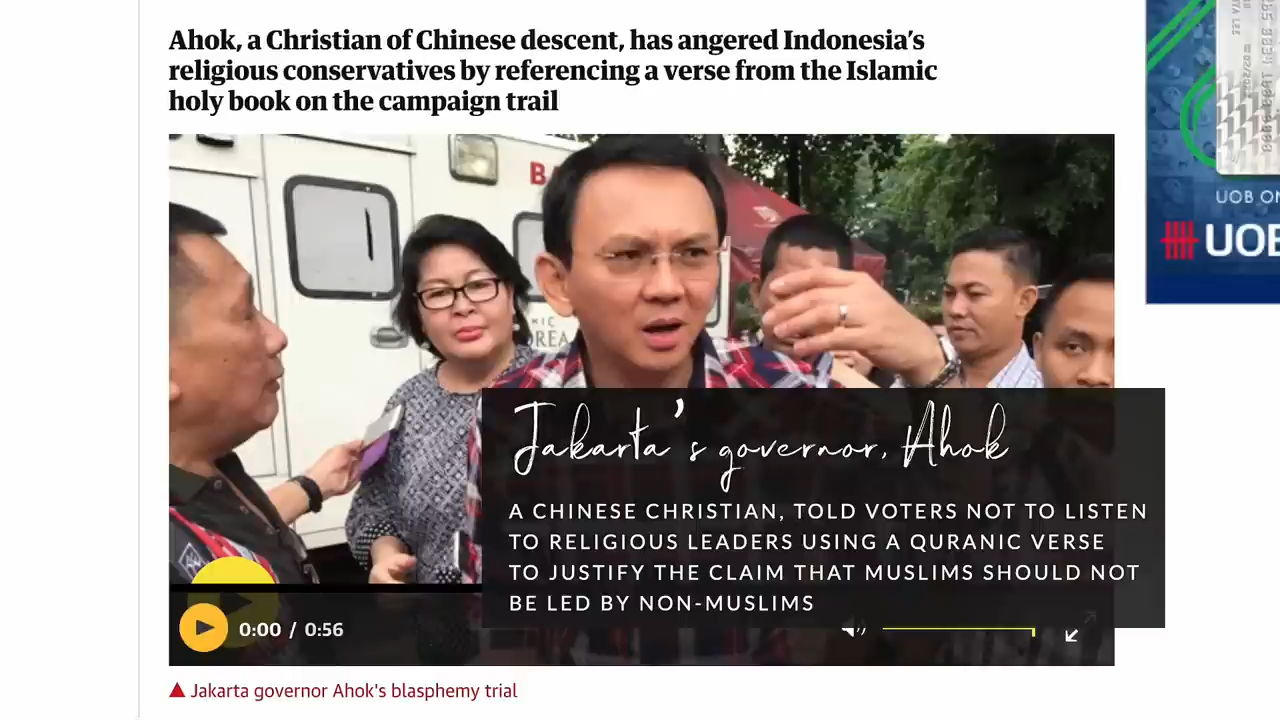 Ahok, a Christian of Chinese descent, has angered Indonesia's
religious conservatives by referencing a verse from the Islamic
holy book on the campaign trail
UOB
Jakarta's governor, Ahok
A CHINESE CHRISTIAN, TOLD VOTERS NOT TO LISTEN
TO RELIGIOUS LEADERS USING A QURANIC VERSE
TO JUSTIFY THE CLAIM THAT MUSLIMS SHOULD NOT
BE LED BY NON-MUSLIMS
0:00 / 0:56
Jakarta governor Ahok's blasphemy trial